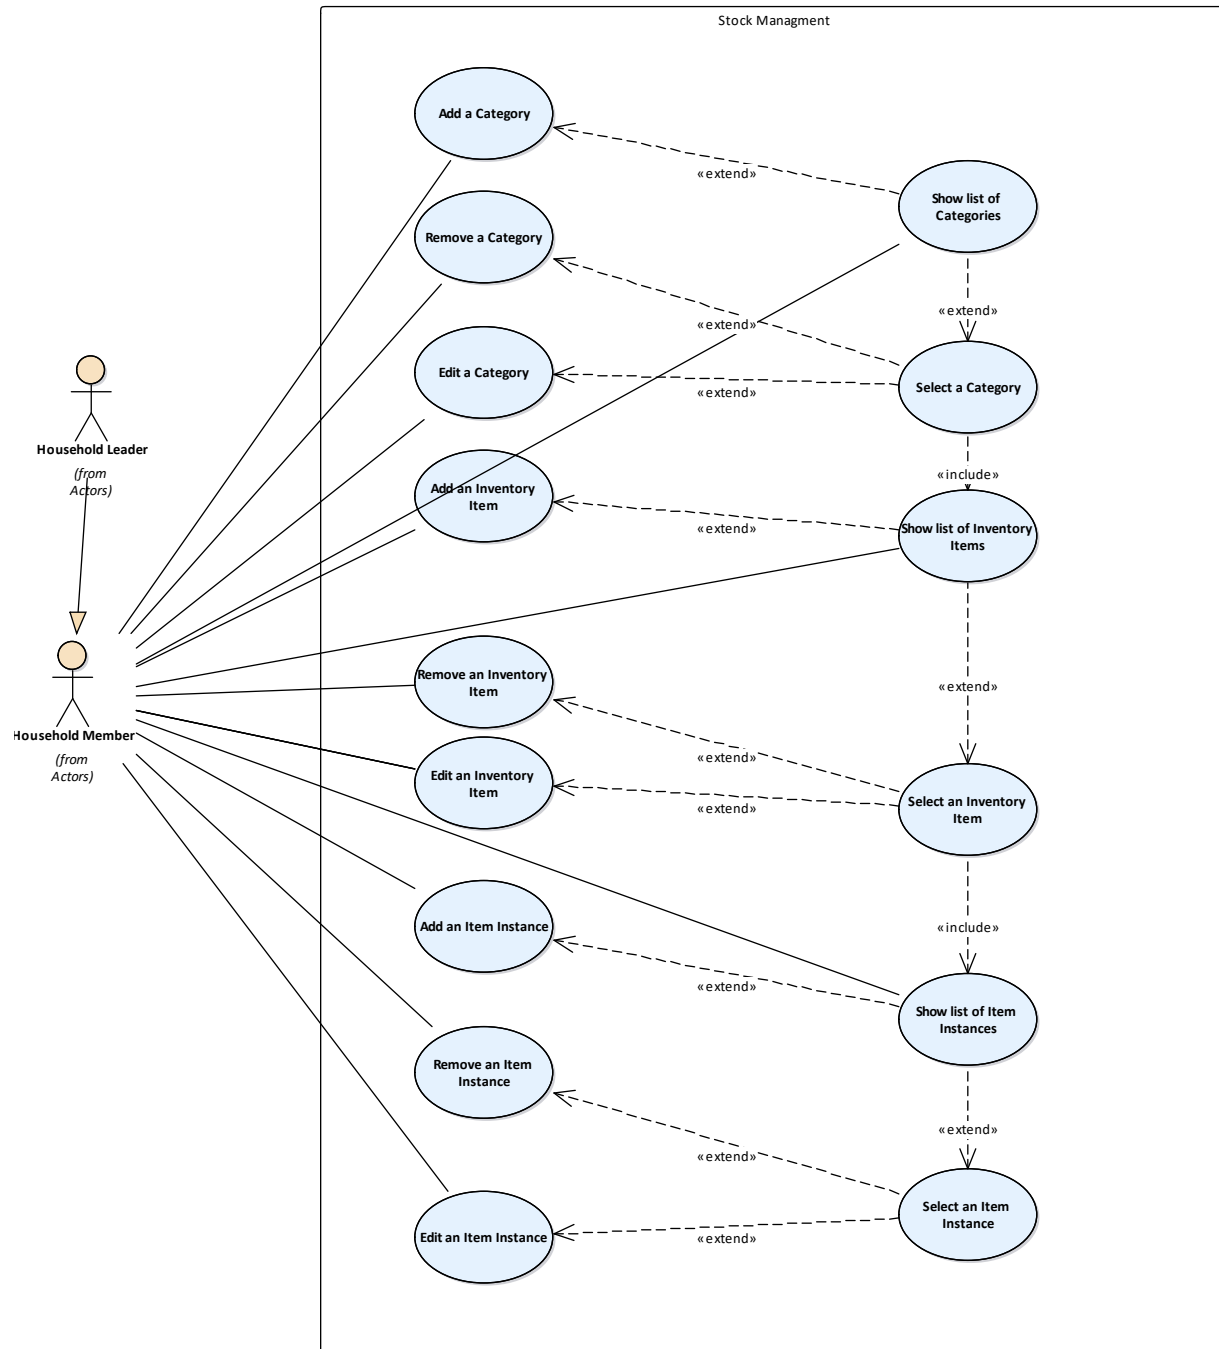 Stock Managment
Add a Category
«extend»
Show list of
Categories
Remove a Category
«extend»
«extend»
Edit a Category
Select a Category
«extend»
Household Leader
(from
Actors)
«include»
Add an Inventory
Item
«extend»
Show list of Inventory
Items
Remove an Inventory
Item
«extend»
Household Member
(from
Actors)
«extend»
Edit an Inventory
Item
«extend»
Select an Inventory
Item
Add an Item Instance
«include»
«extend»
Show list of Item
Instances
Remove an Item
Instance
«extend»
«extend»
Select an Item
Instance
Edit an Item Instance
«extend»